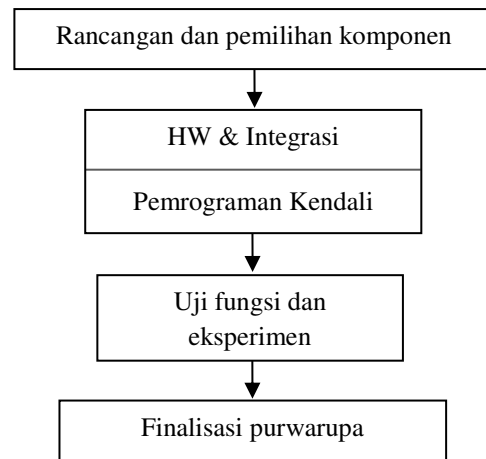 Rancangan dan pemilihan komponen
HW & Integrasi
Pemrograman Kendali
Uji fungsi dan
eksperimen
Finalisasi purwarupa